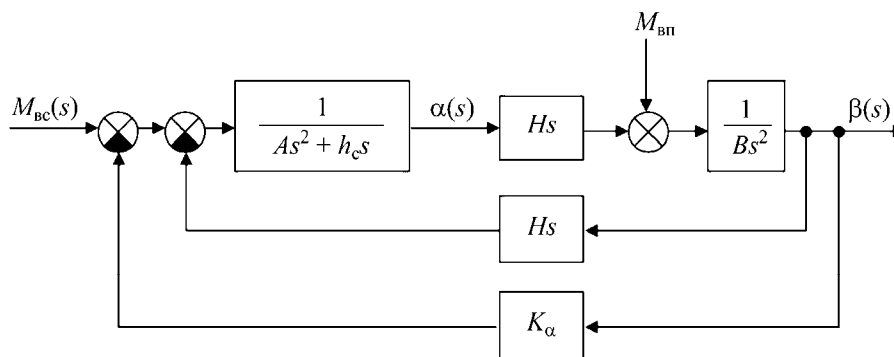 M_вп
M_вс(s)
1
As² + h_c s
α(s)
Hs
1
Bs²
β(s)
Hs
K_α